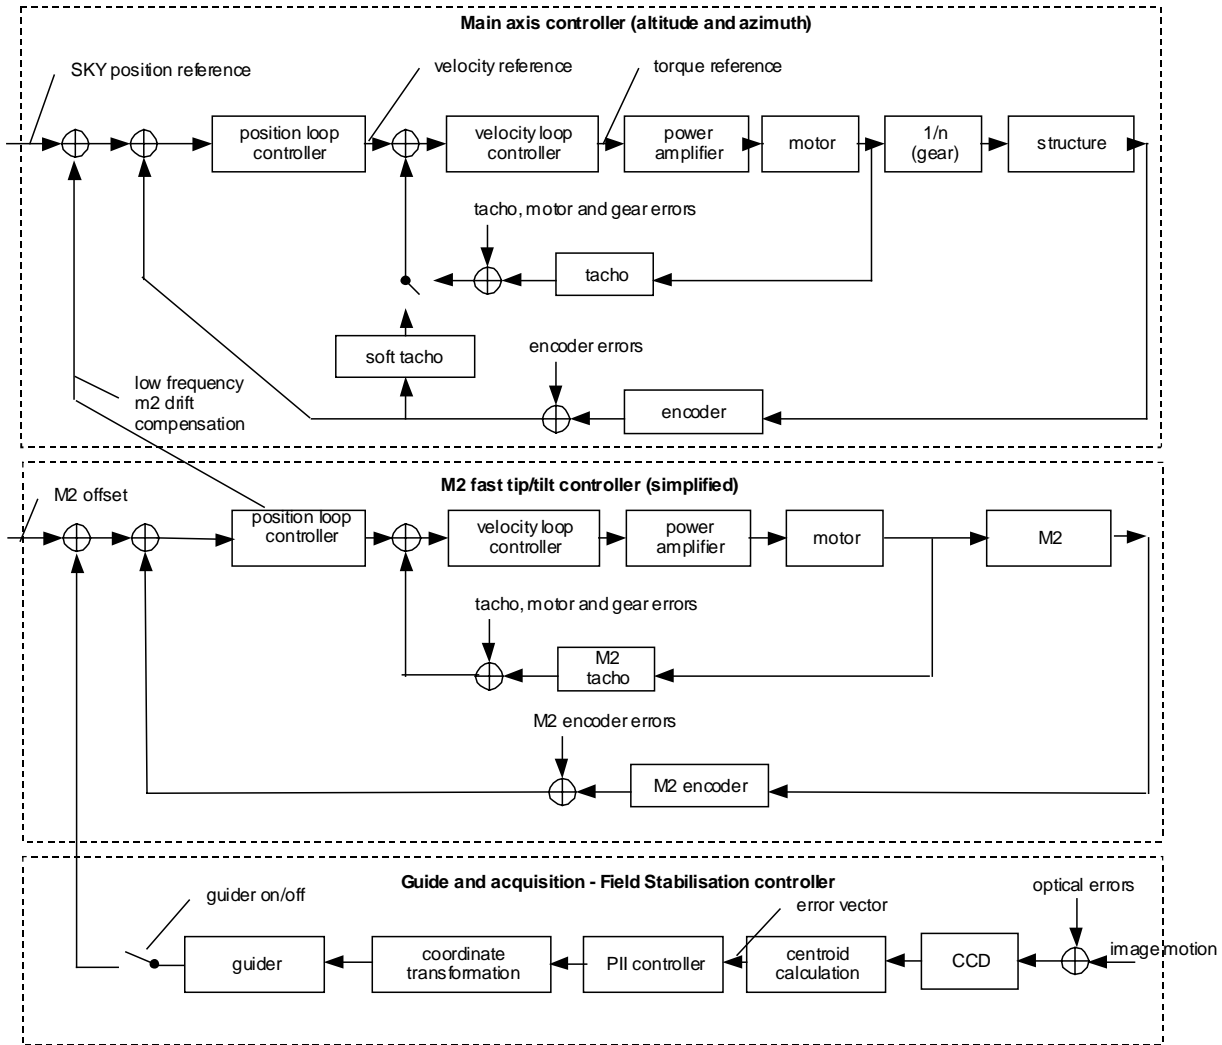 Main axis controller (altitude and azimuth)
SKY position reference
velocity reference
torque reference
position loop
controller
velocity loop
controller
power
amplifier
motor
1/n
(gear)
structure
tacho, motor and gear errors
tacho
soft tacho
encoder errors
encoder
low frequency
m2 drift
compensation
M2 fast tip/tilt controller (simplified)
M2 offset
position loop
controller
velocity loop
controller
power
amplifier
motor
M2
tacho, motor and gear errors
M2
tacho
M2 encoder errors
M2 encoder
Guide and acquisition - Field Stabilisation controller
guider on/off
error vector
optical errors
image motion
guider
coordinate
transformation
PII controller
centroid
calculation
CCD